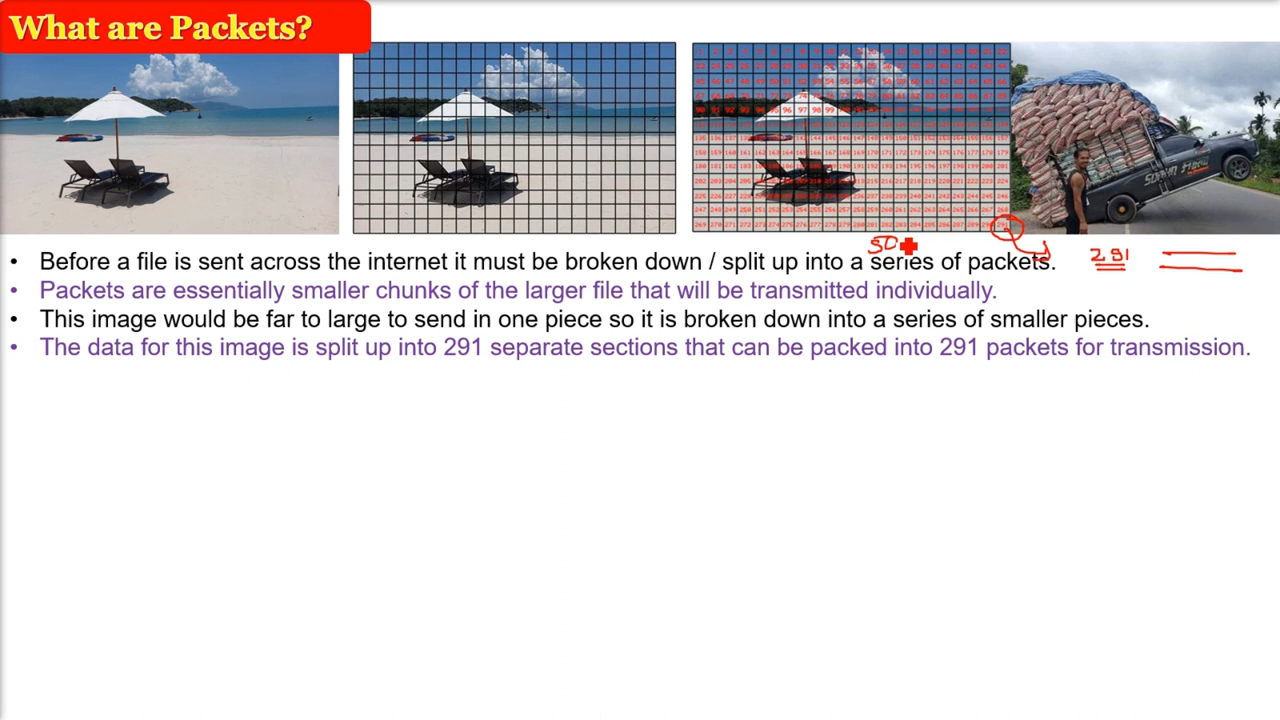 What are Packets?
291
50
• Before a file is sent across the internet it must be broken down / split up into a series of packets.
• Packets are essentially smaller chunks of the larger file that will be transmitted individually.
• This image would be far to large to send in one piece so it is broken down into a series of smaller pieces.
• The data for this image is split up into 291 separate sections that can be packed into 291 packets for transmission.